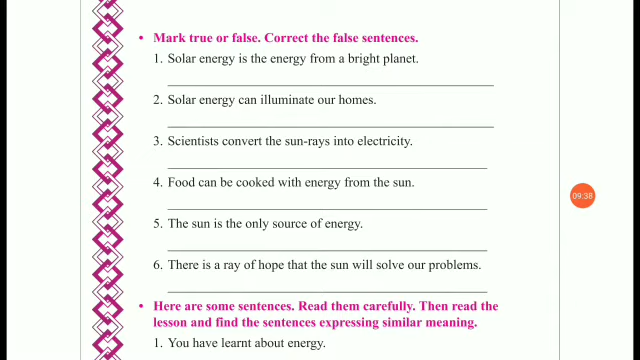 • Mark true or false. Correct the false sentences.
1. Solar energy is the energy from a bright planet.
2. Solar energy can illuminate our homes.
3. Scientists convert the sun-rays into electricity.
4. Food can be cooked with energy from the sun.
09:38
5. The sun is the only source of energy.
6. There is a ray of hope that the sun will solve our problems.
• Here are some sentences. Read them carefully. Then read the
lesson and find the sentences expressing similar meaning.
1. You have learnt about energy.